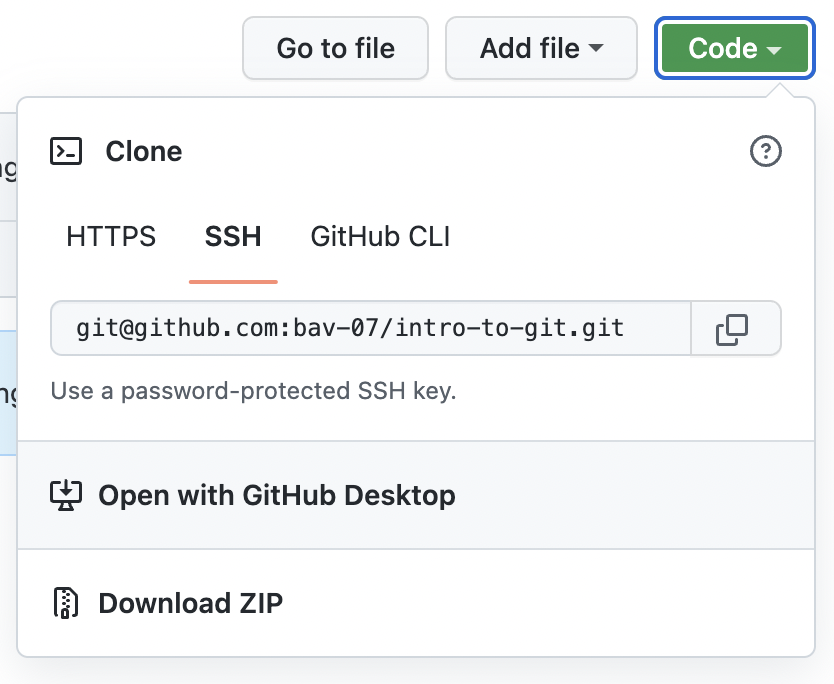 Go to file
Add file
Code
Clone
HTTPS
SSH
GitHub CLI
git@github.com:bav-07/intro-to-git.git
Use a password-protected SSH key.
Open with GitHub Desktop
Download ZIP